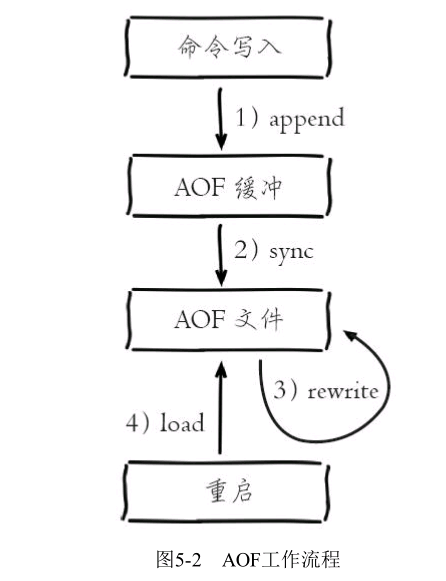 命令写入
1) append
AOF 缓冲
2) sync
AOF 文件
3) rewrite
4) load
重启
图5-2 AOF工作流程